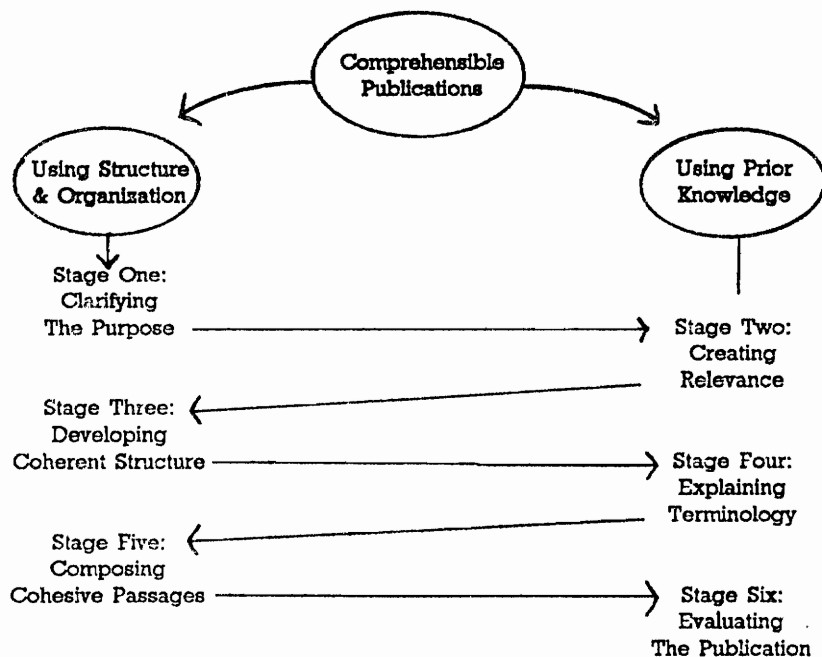 Comprehensible
Publications
Using Structure
& Organization
Using Prior
Knowledge
Stage One:
Clarifying
The Purpose
Stage Two:
Creating
Relevance
Stage Three:
Developing
Coherent Structure
Stage Four:
Explaining
Terminology
Stage Five:
Composing
Cohesive Passages
Stage Six:
Evaluating
The Publication